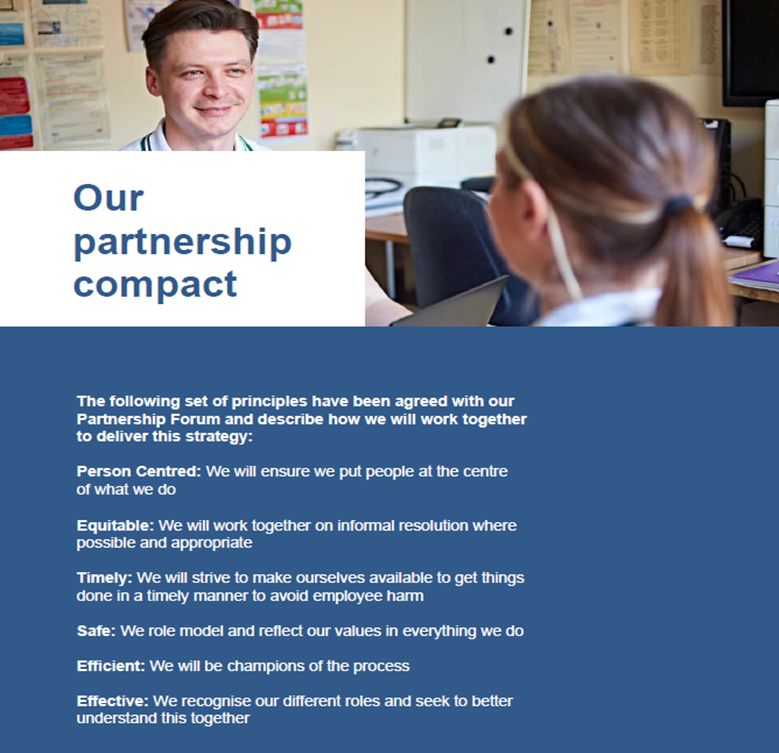 Our
partnership
compact
The following set of principles have been agreed with our
Partnership Forum and describe how we will work together
to deliver this strategy:
Person Centred: We will ensure we put people at the centre
of what we do
Equitable: We will work together on informal resolution where
possible and appropriate
Timely: We will strive to make ourselves available to get things
done in a timely manner to avoid employee harm
Safe: We role model and reflect our values in everything we do
Efficient: We will be champions of the process
Effective: We recognise our different roles and seek to better
understand this together